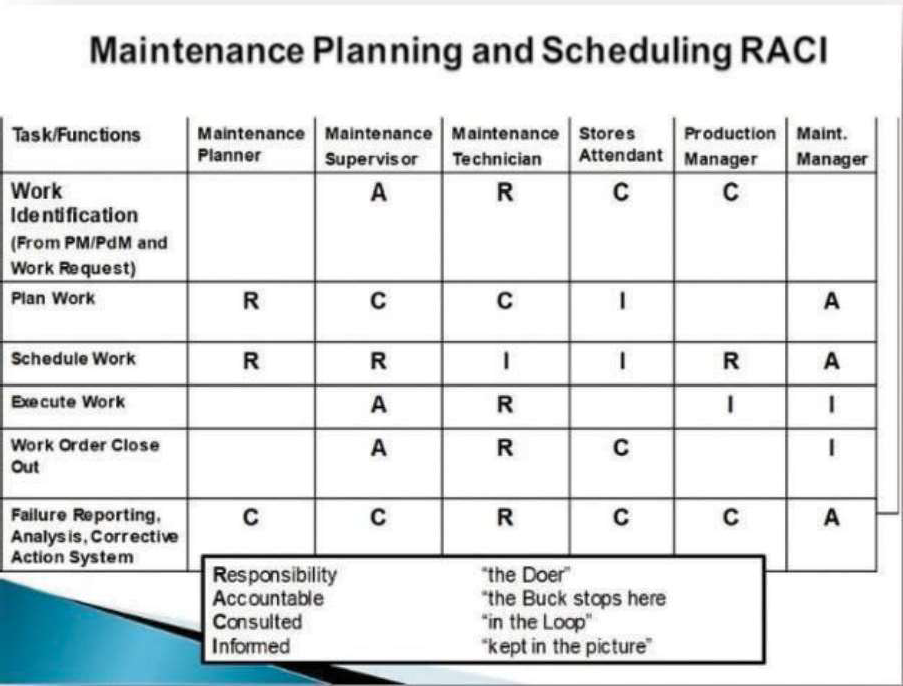 Maintenance Planning and Scheduling RACI
Task/Functions Maintenance Planner Maintenance Supervisor Maintenance Technician Stores Attendant Production Manager Maint. Manager
Work Identification (From PM/PdM and Work Request) A R C C
Plan Work R C C I A
Schedule Work R R I I R A
Execute Work A R I I
Work Order Close Out A R C I
Failure Reporting, Analysis, Corrective Action System C C R C C A
Responsibility "the Doer"
Accountable "the Buck stops here
Consulted "in the Loop"
Informed "kept in the picture"